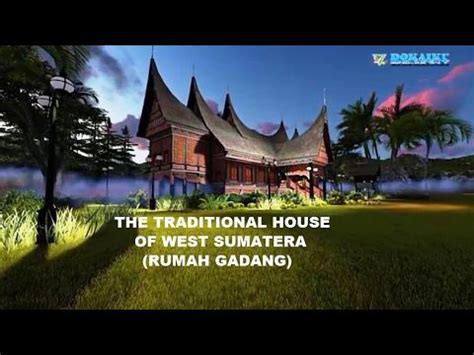 THE TRADITIONAL HOUSE
OF WEST SUMATERA
(RUMAH GADANG)